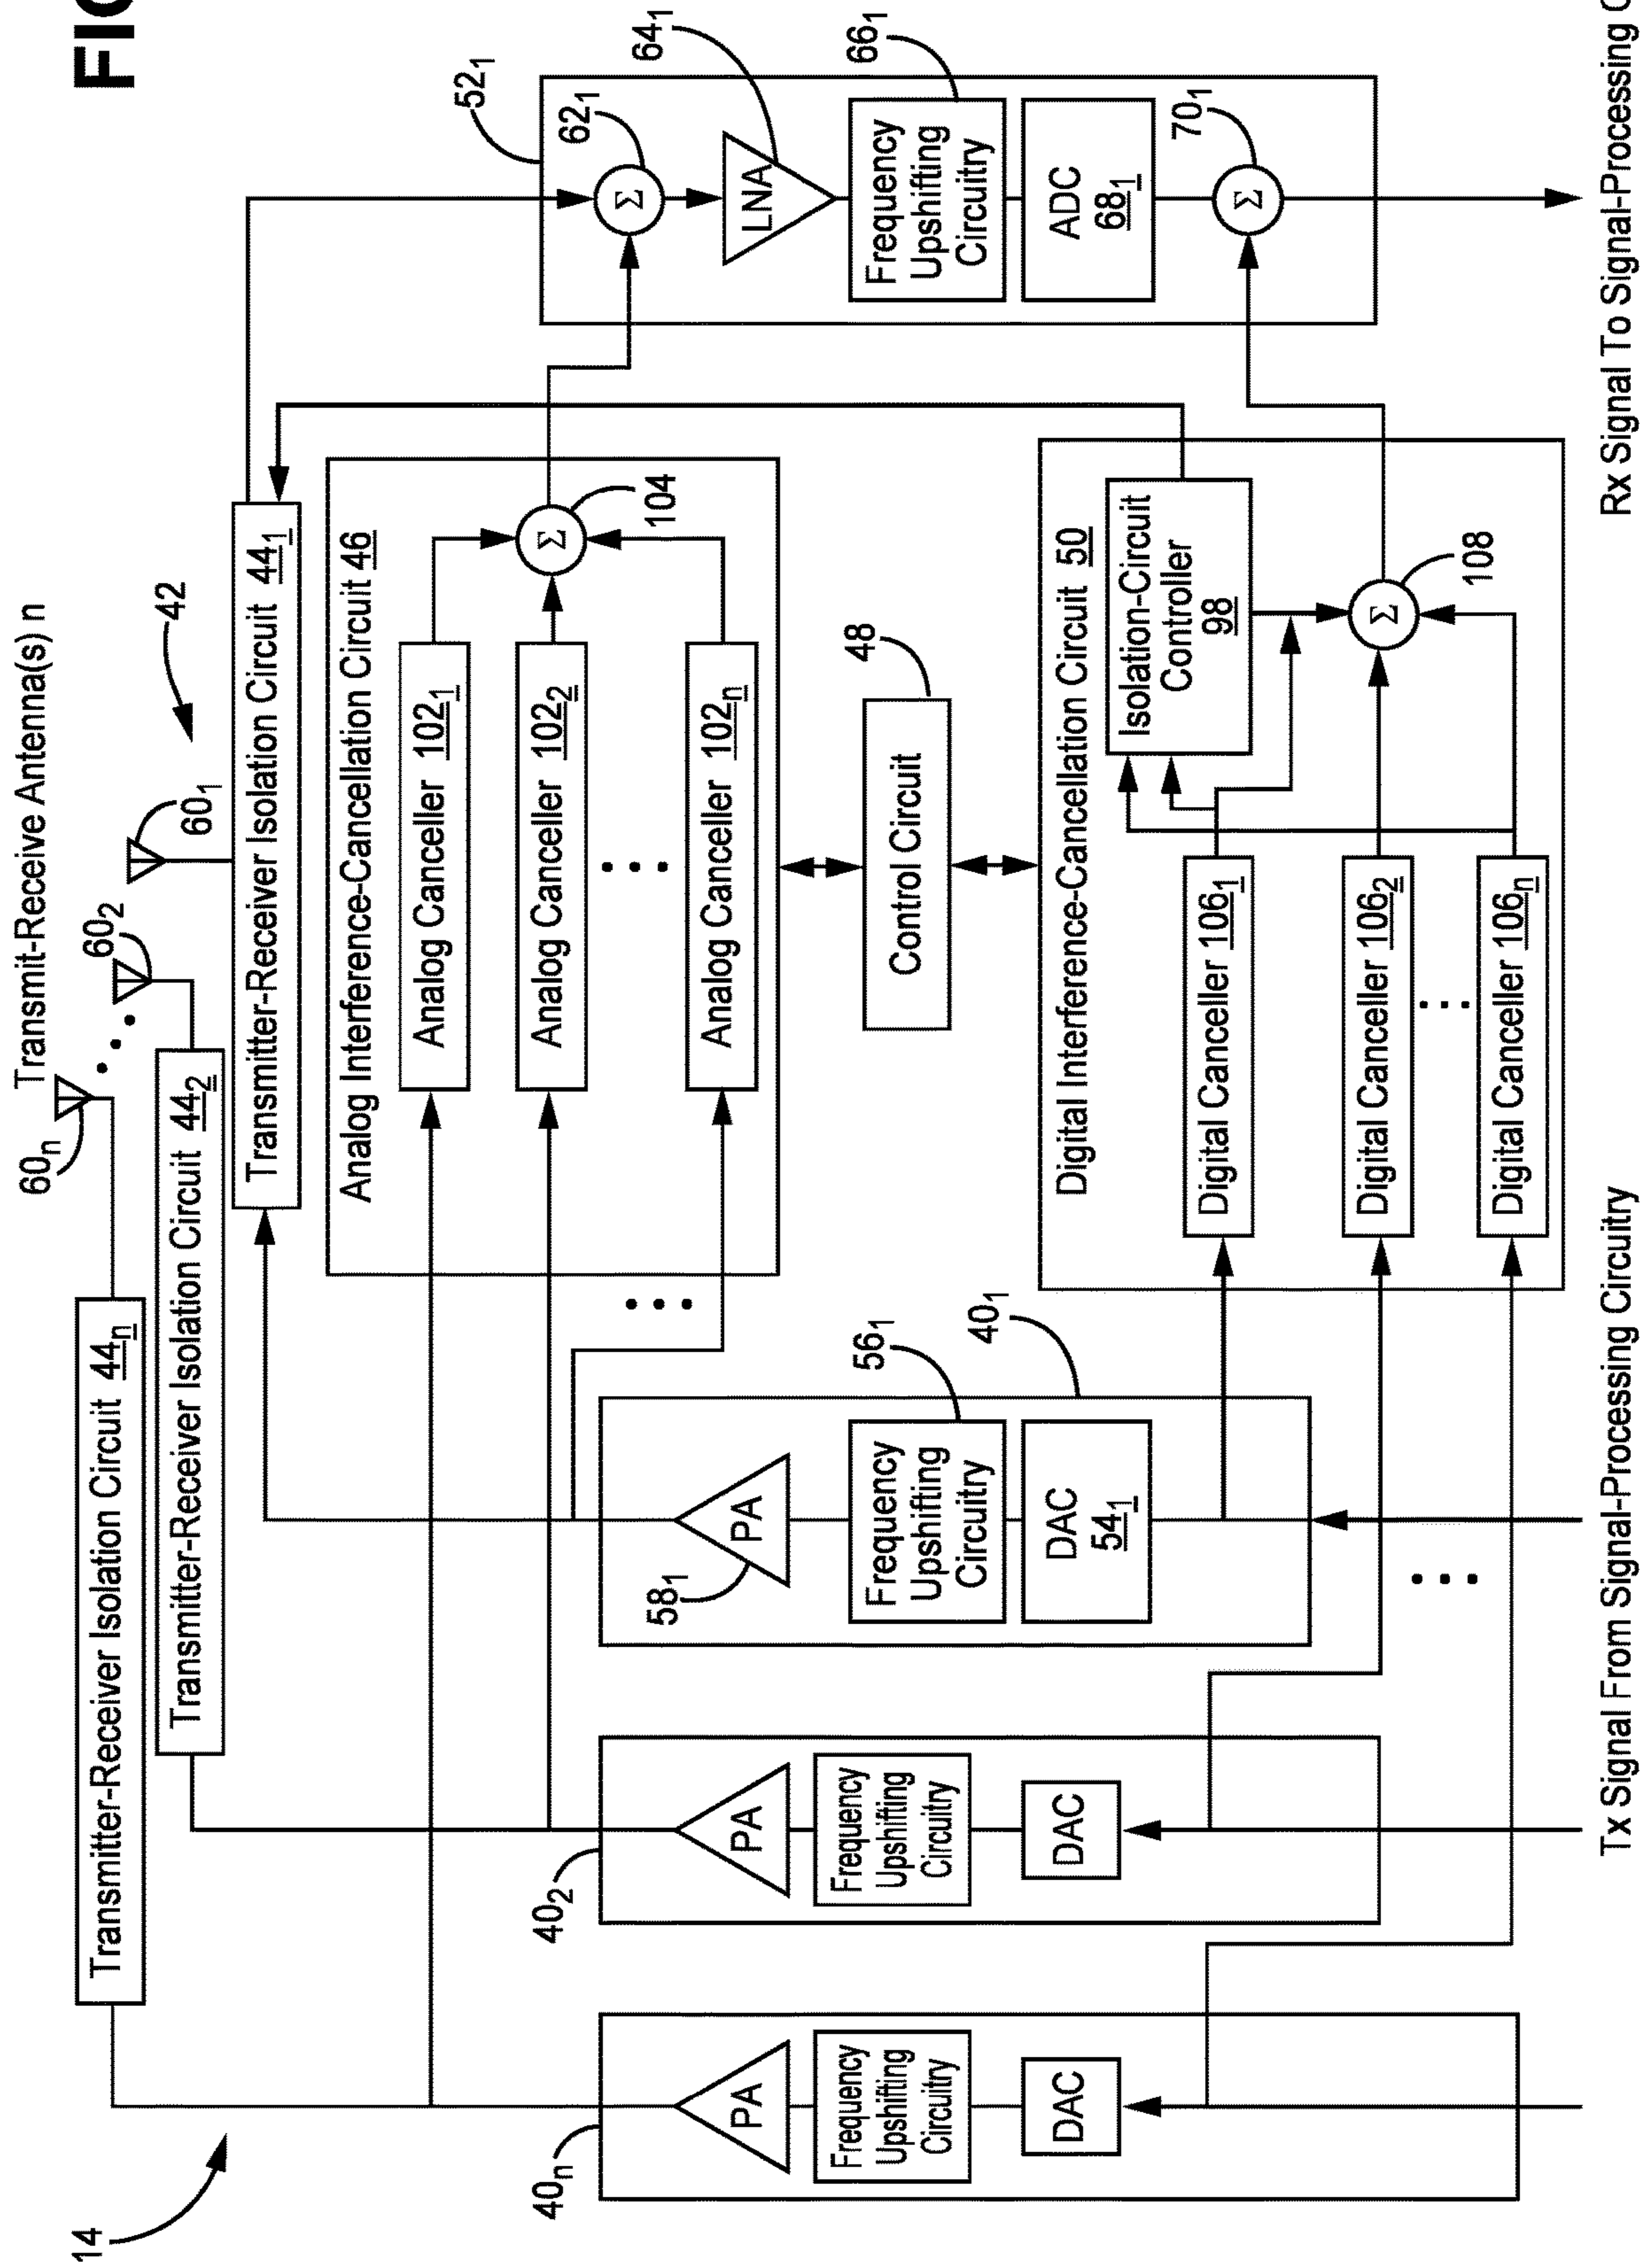 FIG
14
Transmit-Receive Antenna(s) n
60n
60₂
60₁
42
Transmitter-Receiver Isolation Circuit 44n
Transmitter-Receiver Isolation Circuit 44₂
Transmitter-Receiver Isolation Circuit 44₁
Analog Interference-Cancellation Circuit 46
Analog Canceller 102₁
Analog Canceller 102₂
Analog Canceller 102n
Σ
104
Control Circuit
48
Digital Interference-Cancellation Circuit 50
Isolation-Circuit
Controller
98
Digital Canceller 106₁
Digital Canceller 106₂
Digital Canceller 106n
Σ
108
40n
PA
Frequency
Upshifting
Circuitry
DAC
40₂
PA
Frequency
Upshifting
Circuitry
DAC
40₁
58₁
PA
56₁
Frequency
Upshifting
Circuitry
DAC
54₁
52₁
62₁
Σ
64₁
LNA
66₁
Frequency
Upshifting
Circuitry
ADC
68₁
70₁
Σ
Tx Signal From Signal-Processing Circuitry
Rx Signal To Signal-Processing